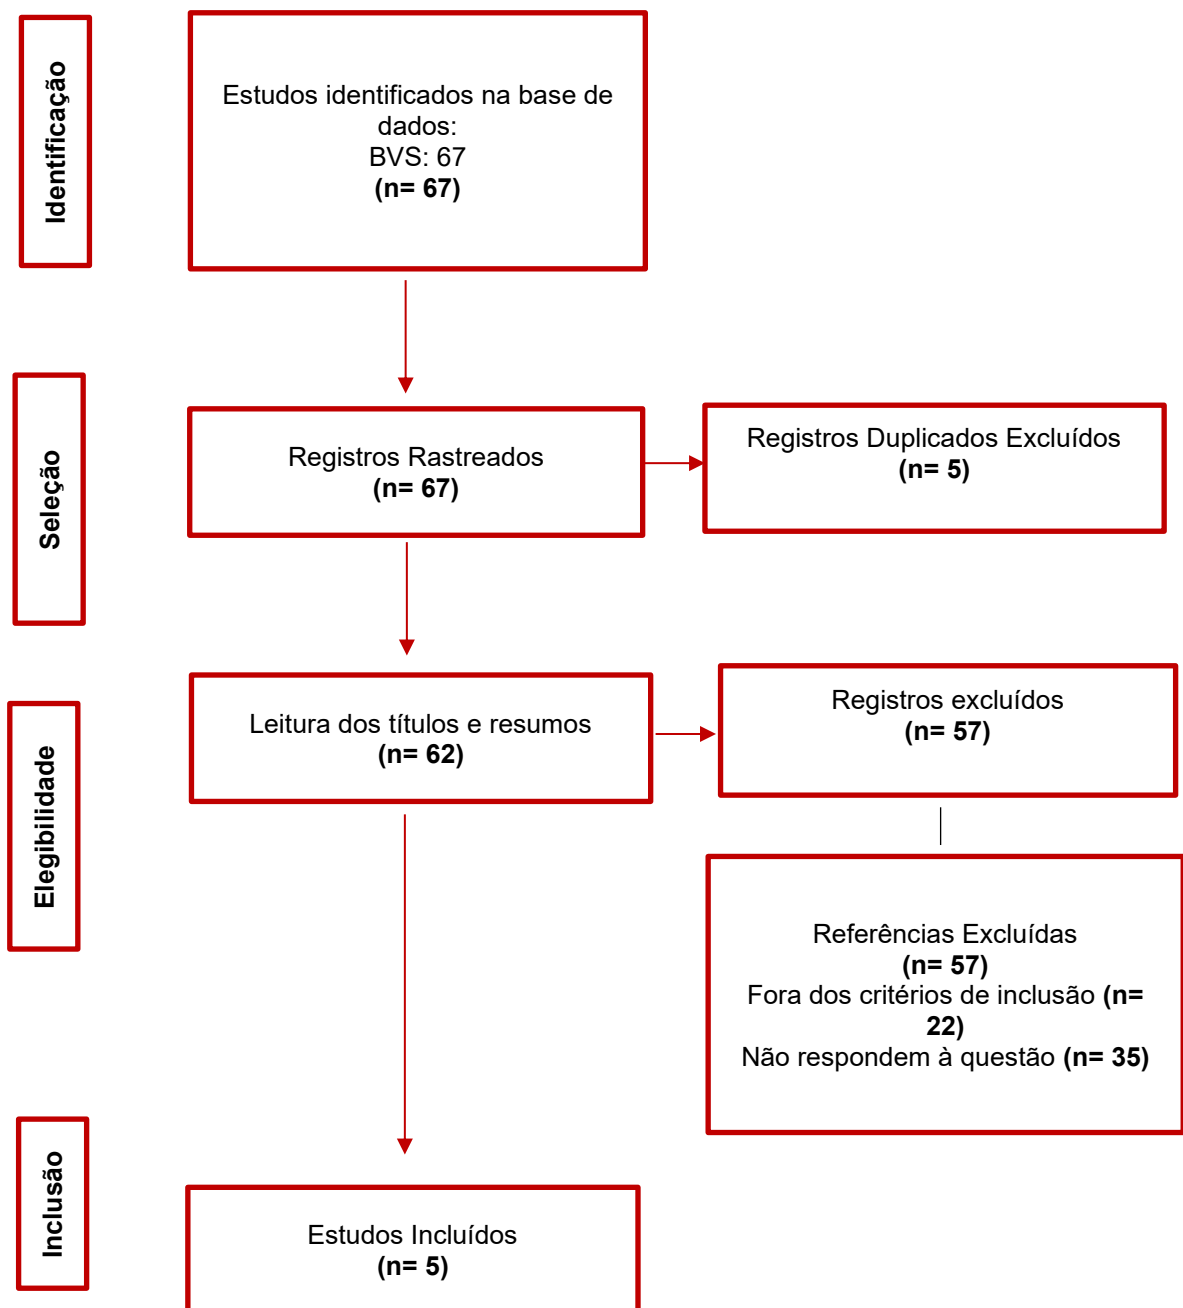 Identificação
Estudos identificados na base de
dados:
BVS: 67
(n= 67)
Seleção
Registros Rastreados
(n= 67)
Registros Duplicados Excluídos
(n= 5)
Elegibilidade
Leitura dos títulos e resumos
(n= 62)
Registros excluídos
(n= 57)
Referências Excluídas
(n= 57)
Fora dos critérios de inclusão (n=
22)
Não respondem à questão (n= 35)
Inclusão
Estudos Incluídos
(n= 5)